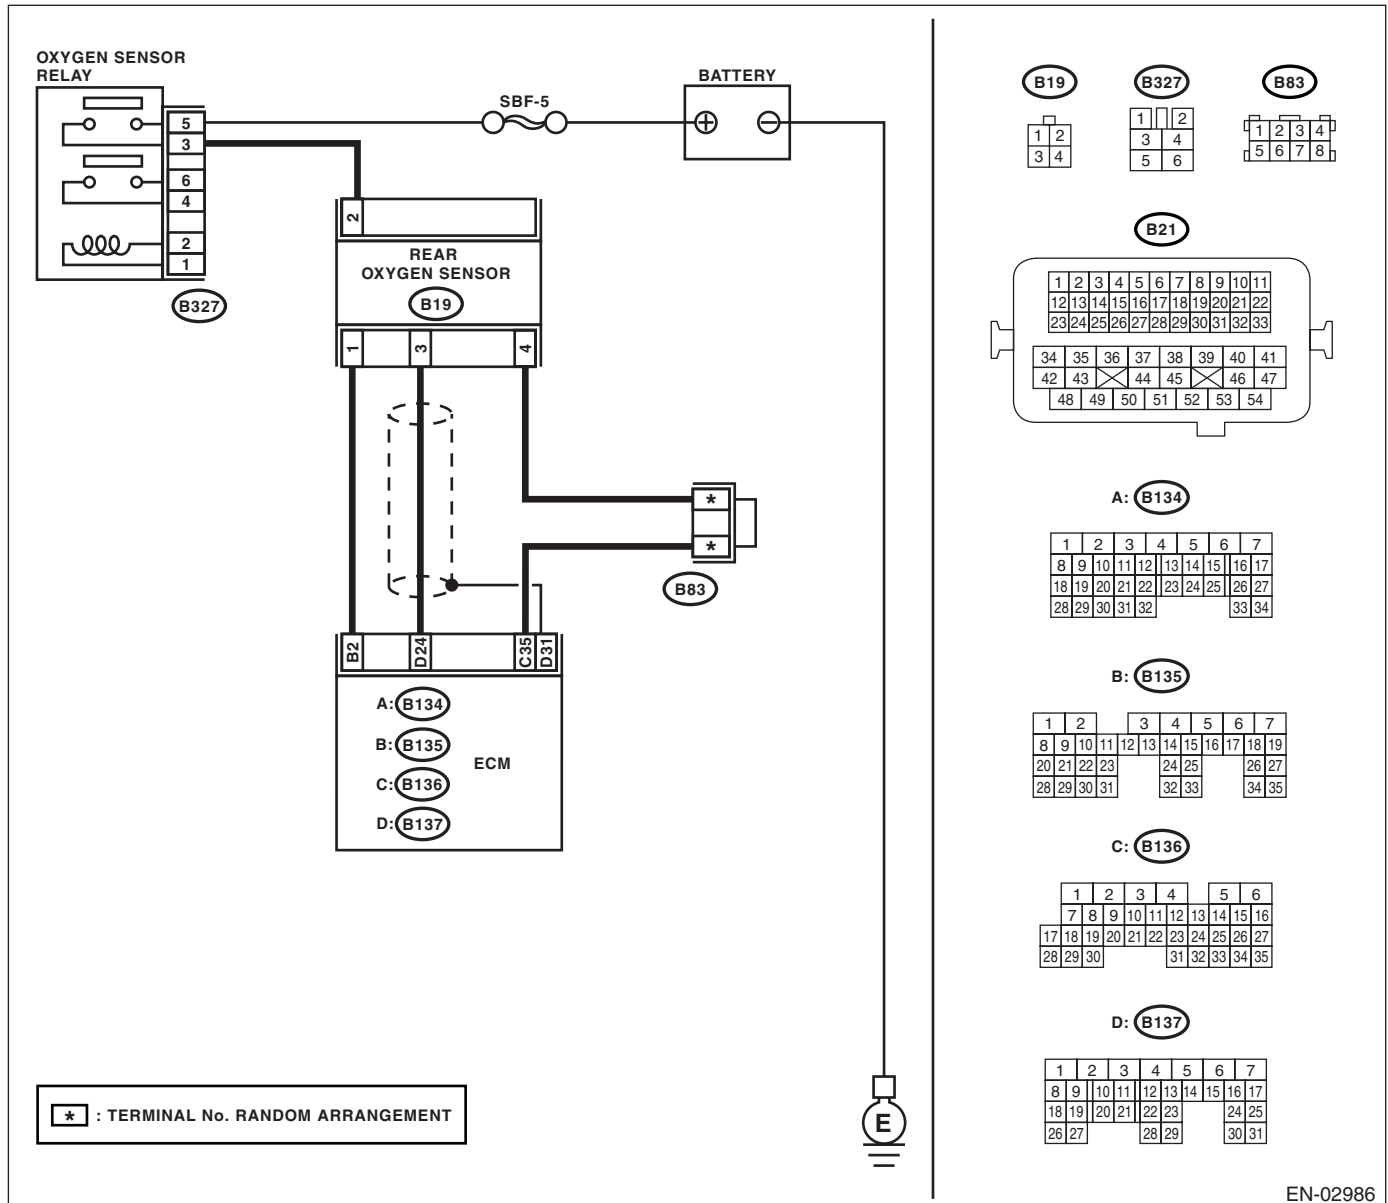 OXYGEN SENSOR
RELAY
5
3
6
4
2
1
B327
SBF-5
BATTERY
+ −
2
REAR
OXYGEN SENSOR
B19
1 3 4
*
*
B83
B2 D24 C35 D31
A: B134
B: B135
C: B136
D: B137
ECM
E
* : TERMINAL No. RANDOM ARRANGEMENT
B19
1 2
3 4
B327
1 2
3 4
5 6
B83
1 2 3 4
5 6 7 8
B21
1 2 3 4 5 6 7 8 9 10 11
12 13 14 15 16 17 18 19 20 21 22
23 24 25 26 27 28 29 30 31 32 33
34 35 36 37 38 39 40 41
42 43 44 45 46 47
48 49 50 51 52 53 54
A: B134
1 2 3 4 5 6 7
8 9 10 11 12 13 14 15 16 17
18 19 20 21 22 23 24 25 26 27
28 29 30 31 32 33 34
B: B135
1 2 3 4 5 6 7
8 9 10 11 12 13 14 15 16 17 18 19
20 21 22 23 24 25 26 27
28 29 30 31 32 33 34 35
C: B136
1 2 3 4 5 6
7 8 9 10 11 12 13 14 15 16
17 18 19 20 21 22 23 24 25 26 27
28 29 30 31 32 33 34 35
D: B137
1 2 3 4 5 6 7
8 9 10 11 12 13 14 15 16 17
18 19 20 21 22 23 24 25
26 27 28 29 30 31
EN-02986